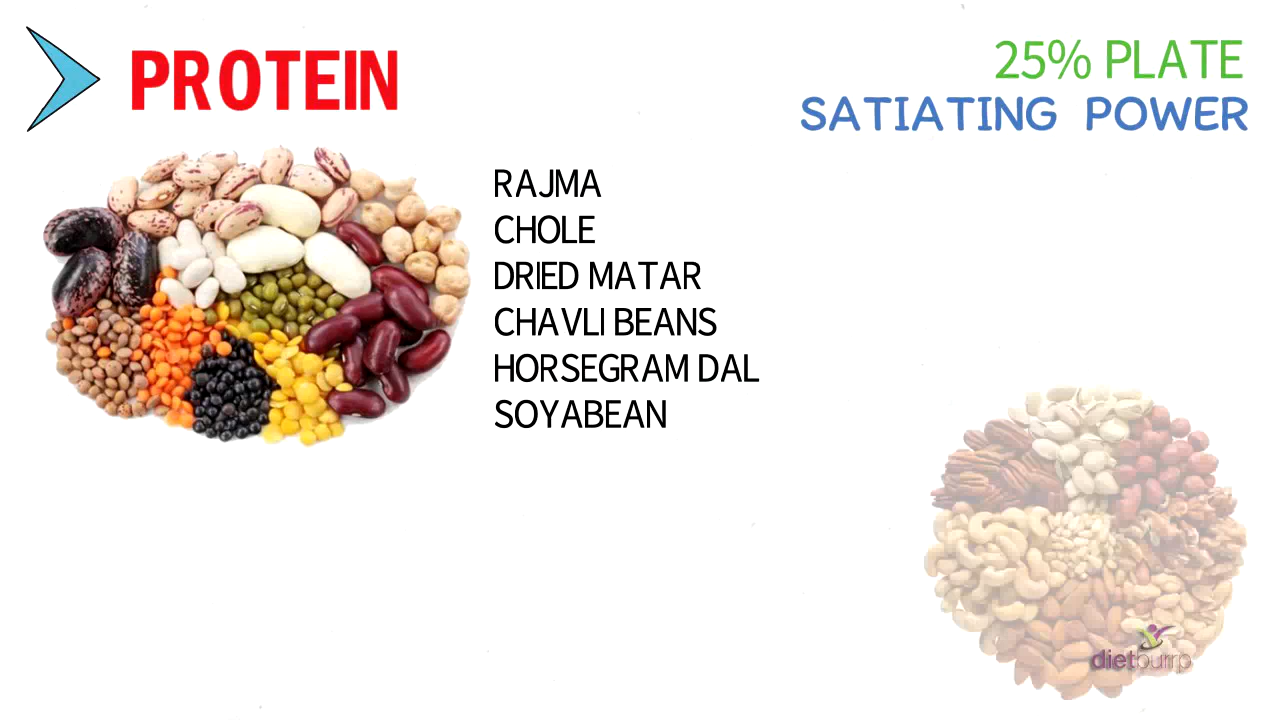 PROTEIN
25% PLATE
SATIATING POWER
RAJMA
CHOLE
DRIED MATAR
CHAVLI BEANS
HORSEGRAM DAL
SOYABEAN
dietburrp